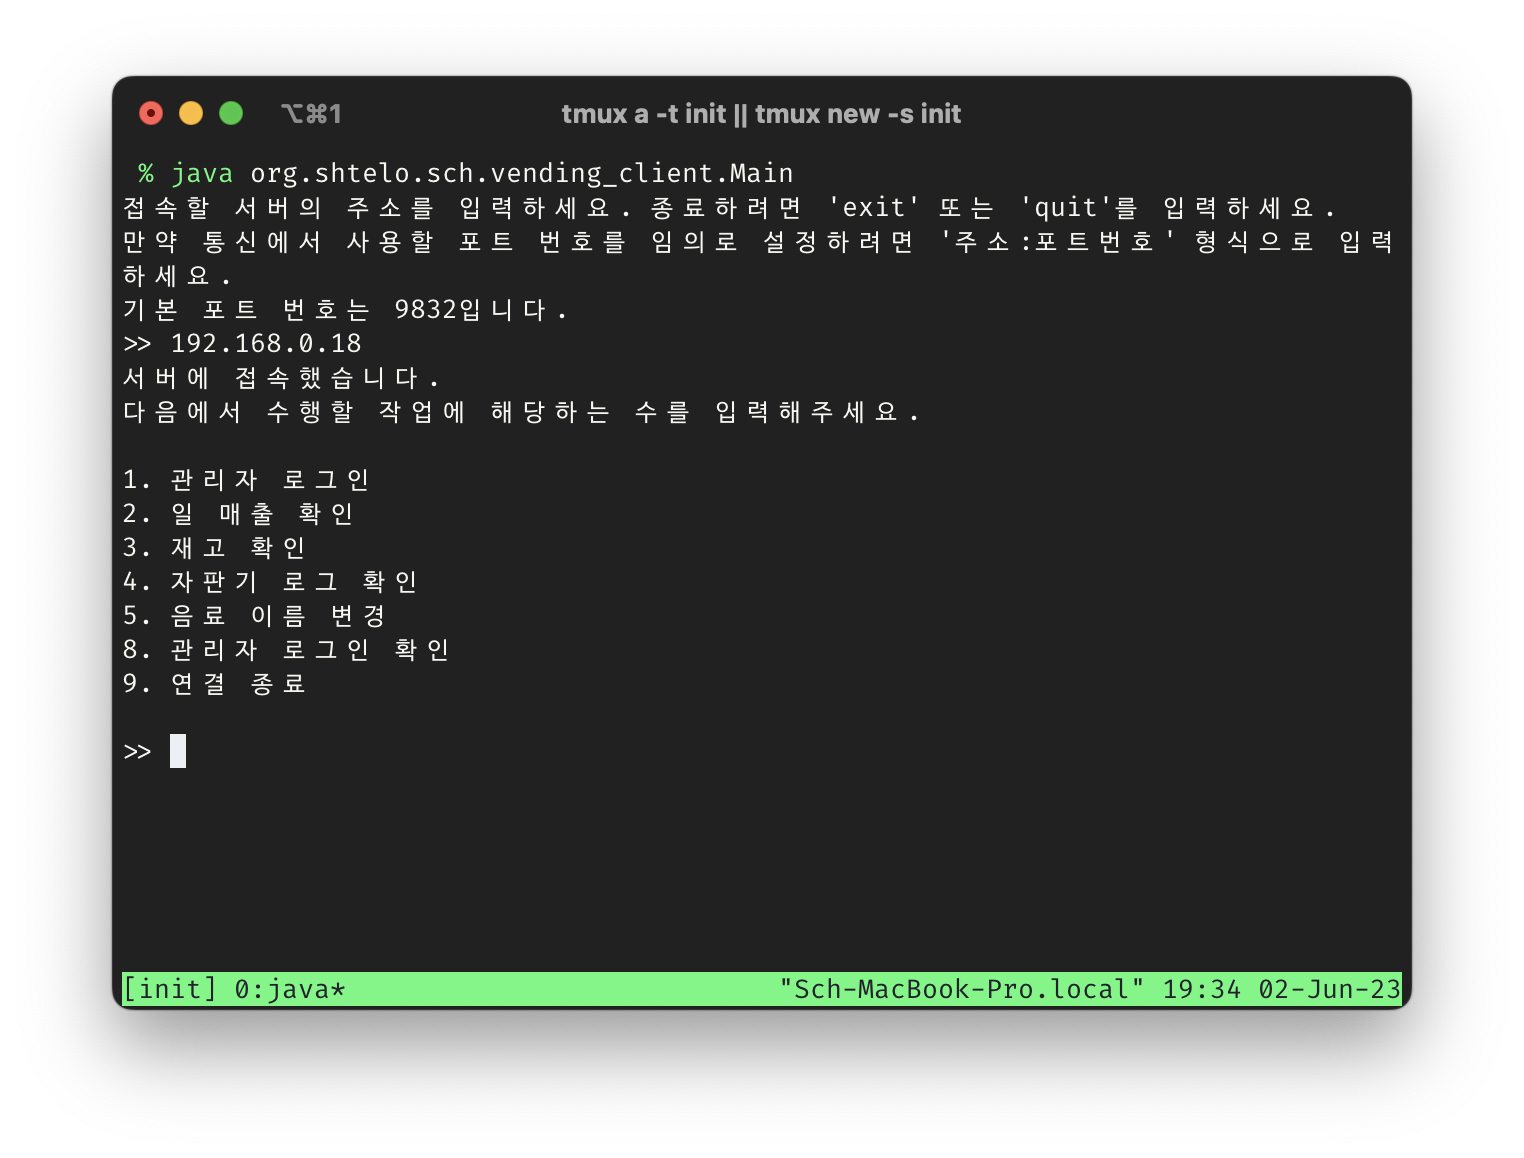 ⌥⌘1 tmux a -t init || tmux new -s init
% java org.shtelo.sch.vending_client.Main
접속할 서버의 주소를 입력하세요. 종료하려면 'exit' 또는 'quit'를 입력하세요.
만약 통신에서 사용할 포트 번호를 임의로 설정하려면 '주소:포트번호' 형식으로 입력
하세요.
기본 포트 번호는 9832입니다.
>> 192.168.0.18
서버에 접속했습니다.
다음에서 수행할 작업에 해당하는 수를 입력해주세요.
1. 관리자 로그인
2. 일 매출 확인
3. 재고 확인
4. 자판기 로그 확인
5. 음료 이름 변경
8. 관리자 로그인 확인
9. 연결 종료
>>
[init] 0:java* "Sch-MacBook-Pro.local" 19:34 02-Jun-23